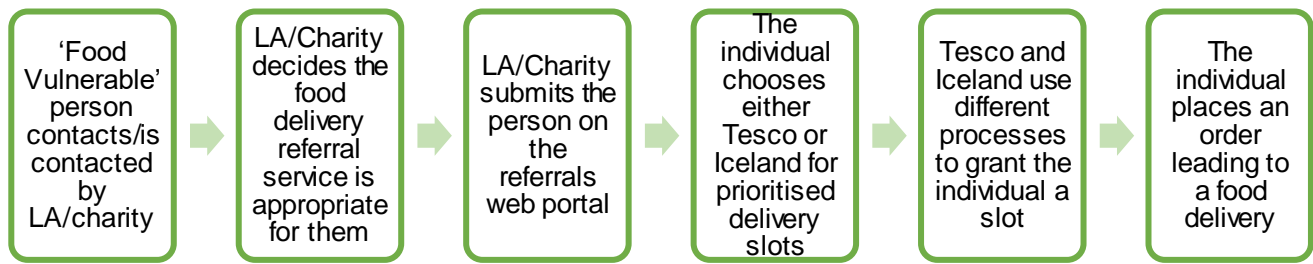 ‘Food
Vulnerable’
person
contacts/is
contacted
by
LA/charity
LA/Charity
decides the
food
delivery
referral
service is
appropriate
for them
LA/Charity
submits the
person on
the
referrals
web portal
The
individual
chooses
either
Tesco or
Iceland for
prioritised
delivery
slots
Tesco and
Iceland use
different
processes
to grant the
individual a
slot
The
individual
places an
order
leading to
a food
delivery